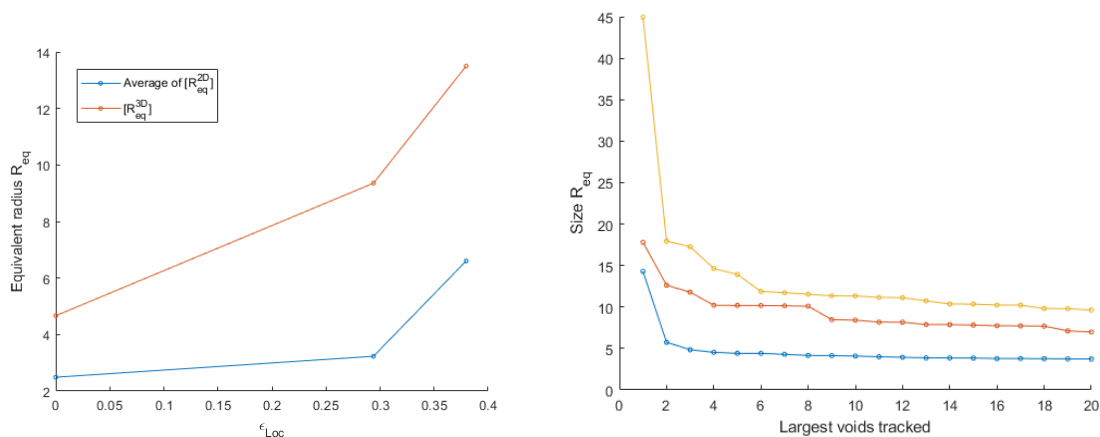 14
12
10
8
6
4
2
Equivalent radius R_eq
Average of [R_eq^2D]
[R_eq^3D]
0 0.05 0.1 0.15 0.2 0.25 0.3 0.35 0.4
ϵ_Loc
45
40
35
30
25
20
15
10
5
0
Size R_eq
0 2 4 6 8 10 12 14 16 18 20
Largest voids tracked